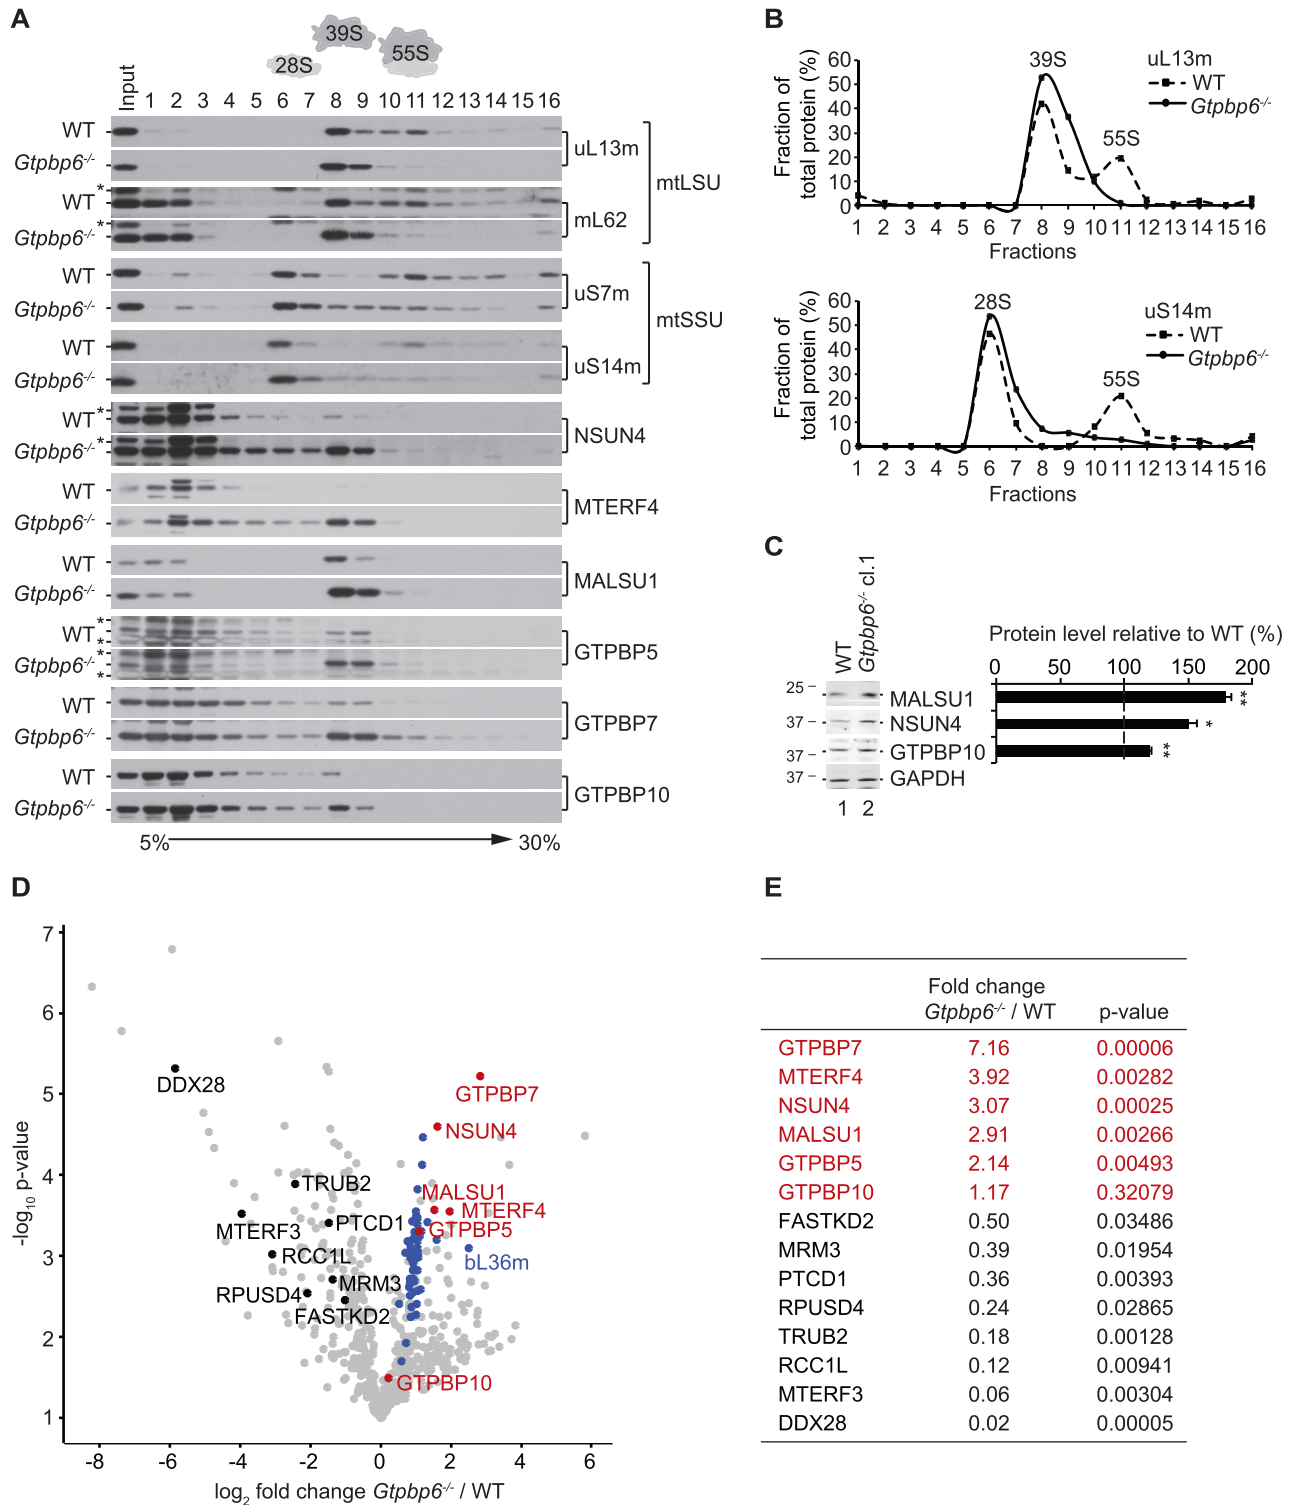 A
39S
28S
55S
Input 1 2 3 4 5 6 7 8 9 10 11 12 13 14 15 16
WT
uL13m
Gtpbp6-/-
mtLSU
*
WT
mL62
*
Gtpbp6-/-
WT
uS7m
Gtpbp6-/-
mtSSU
WT
uS14m
Gtpbp6-/-
WT*
NSUN4
*
Gtpbp6-/-
WT
MTERF4
Gtpbp6-/-
WT
MALSU1
Gtpbp6-/-
*
WT
*
GTPBP5
*
Gtpbp6-/-
*
WT
GTPBP7
Gtpbp6-/-
WT
GTPBP10
Gtpbp6-/-
5% 30%
B
Fraction of
total protein (%)
60
50
40
30
20
10
0
39S
55S
uL13m
WT
Gtpbp6-/-
1 2 3 4 5 6 7 8 9 10 11 12 13 14 15 16
Fractions
Fraction of
total protein (%)
60
50
40
30
20
10
0
28S
55S
uS14m
WT
Gtpbp6-/-
1 2 3 4 5 6 7 8 9 10 11 12 13 14 15 16
Fractions
C
WT
Gtpbp6-/- cl.1
Protein level relative to WT (%)
0 50 100 150 200
25
MALSU1
**
37
NSUN4
*
37
GTPBP10
**
37
GAPDH
1 2
D
-log10 p-value
7
6
5
4
3
2
1
DDX28
GTPBP7
NSUN4
TRUB2
MALSU1
MTERF4
MTERF3
PTCD1
GTPBP5
RCC1L
bL36m
MRM3
RPUSD4
FASTKD2
GTPBP10
-8 -6 -4 -2 0 2 4 6
log2 fold change Gtpbp6-/- / WT
E
Fold change
Gtpbp6-/- / WT p-value
GTPBP7 7.16 0.00006
MTERF4 3.92 0.00282
NSUN4 3.07 0.00025
MALSU1 2.91 0.00266
GTPBP5 2.14 0.00493
GTPBP10 1.17 0.32079
FASTKD2 0.50 0.03486
MRM3 0.39 0.01954
PTCD1 0.36 0.00393
RPUSD4 0.24 0.02865
TRUB2 0.18 0.00128
RCC1L 0.12 0.00941
MTERF3 0.06 0.00304
DDX28 0.02 0.00005